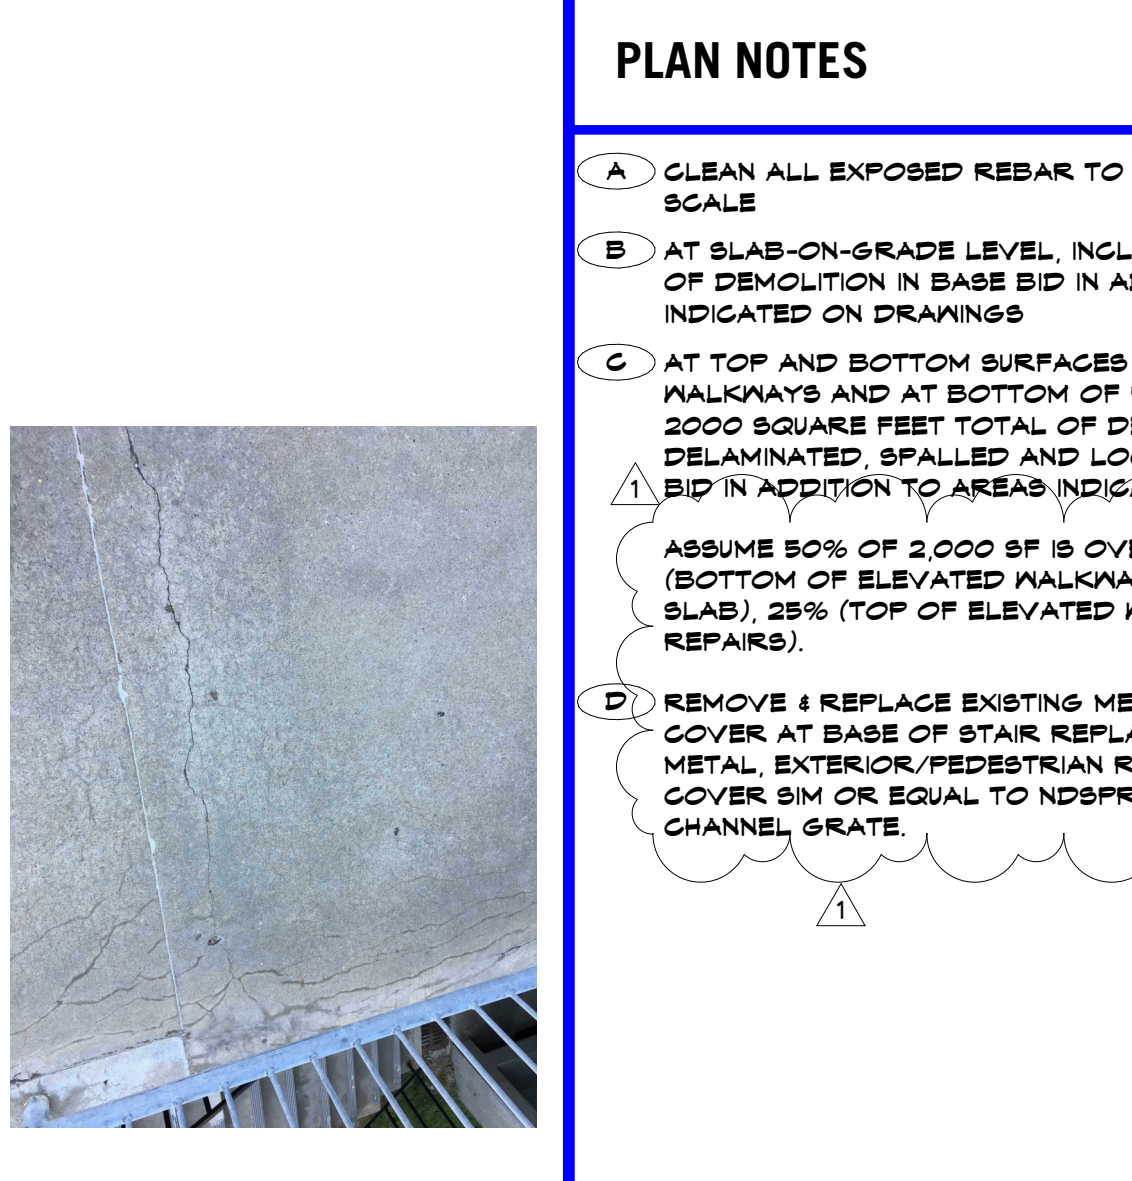 PLAN NOTES
A CLEAN ALL EXPOSED REBAR TO
SCALE
B AT SLAB-ON-GRADE LEVEL, INCL
OF DEMOLITION IN BASE BID IN
INDICATED ON DRAWINGS
C AT TOP AND BOTTOM SURFACES
WALKWAYS AND AT BOTTOM OF
2000 SQUARE FEET TOTAL OF
DELAMINATED, SPALLED AND
1 BID IN ADDITION TO AREAS INDICA
ASSUME 50% OF 2,000 SF IS OVE
(BOTTOM OF ELEVATED WALKWA
SLAB), 25% (TOP OF ELEVATED
REPAIRS).
D REMOVE & REPLACE EXISTING ME
COVER AT BASE OF STAIR REPLA
METAL, EXTERIOR/PEDESTRIAN R
COVER SIM OR EQUAL TO NDSPR
CHANNEL GRATE.
1